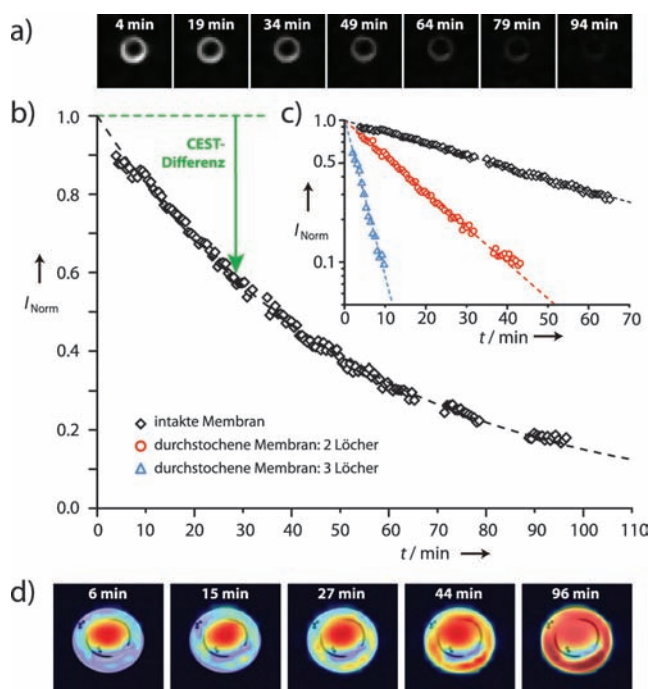 a)
4 min 19 min 34 min 49 min 64 min 79 min 94 min
b)
1.0
0.8
0.6
0.4
0.2
0.0
I Norm
CEST-
Differenz
intakte Membran
durchstochene Membran: 2 Löcher
durchstochene Membran: 3 Löcher
0 10 20 30 40 50 60 70 80 90 100 110
t / min
c)
1.0
0.5
0.1
I Norm
0 10 20 30 40 50 60 70
t / min
d)
6 min 15 min 27 min 44 min 96 min